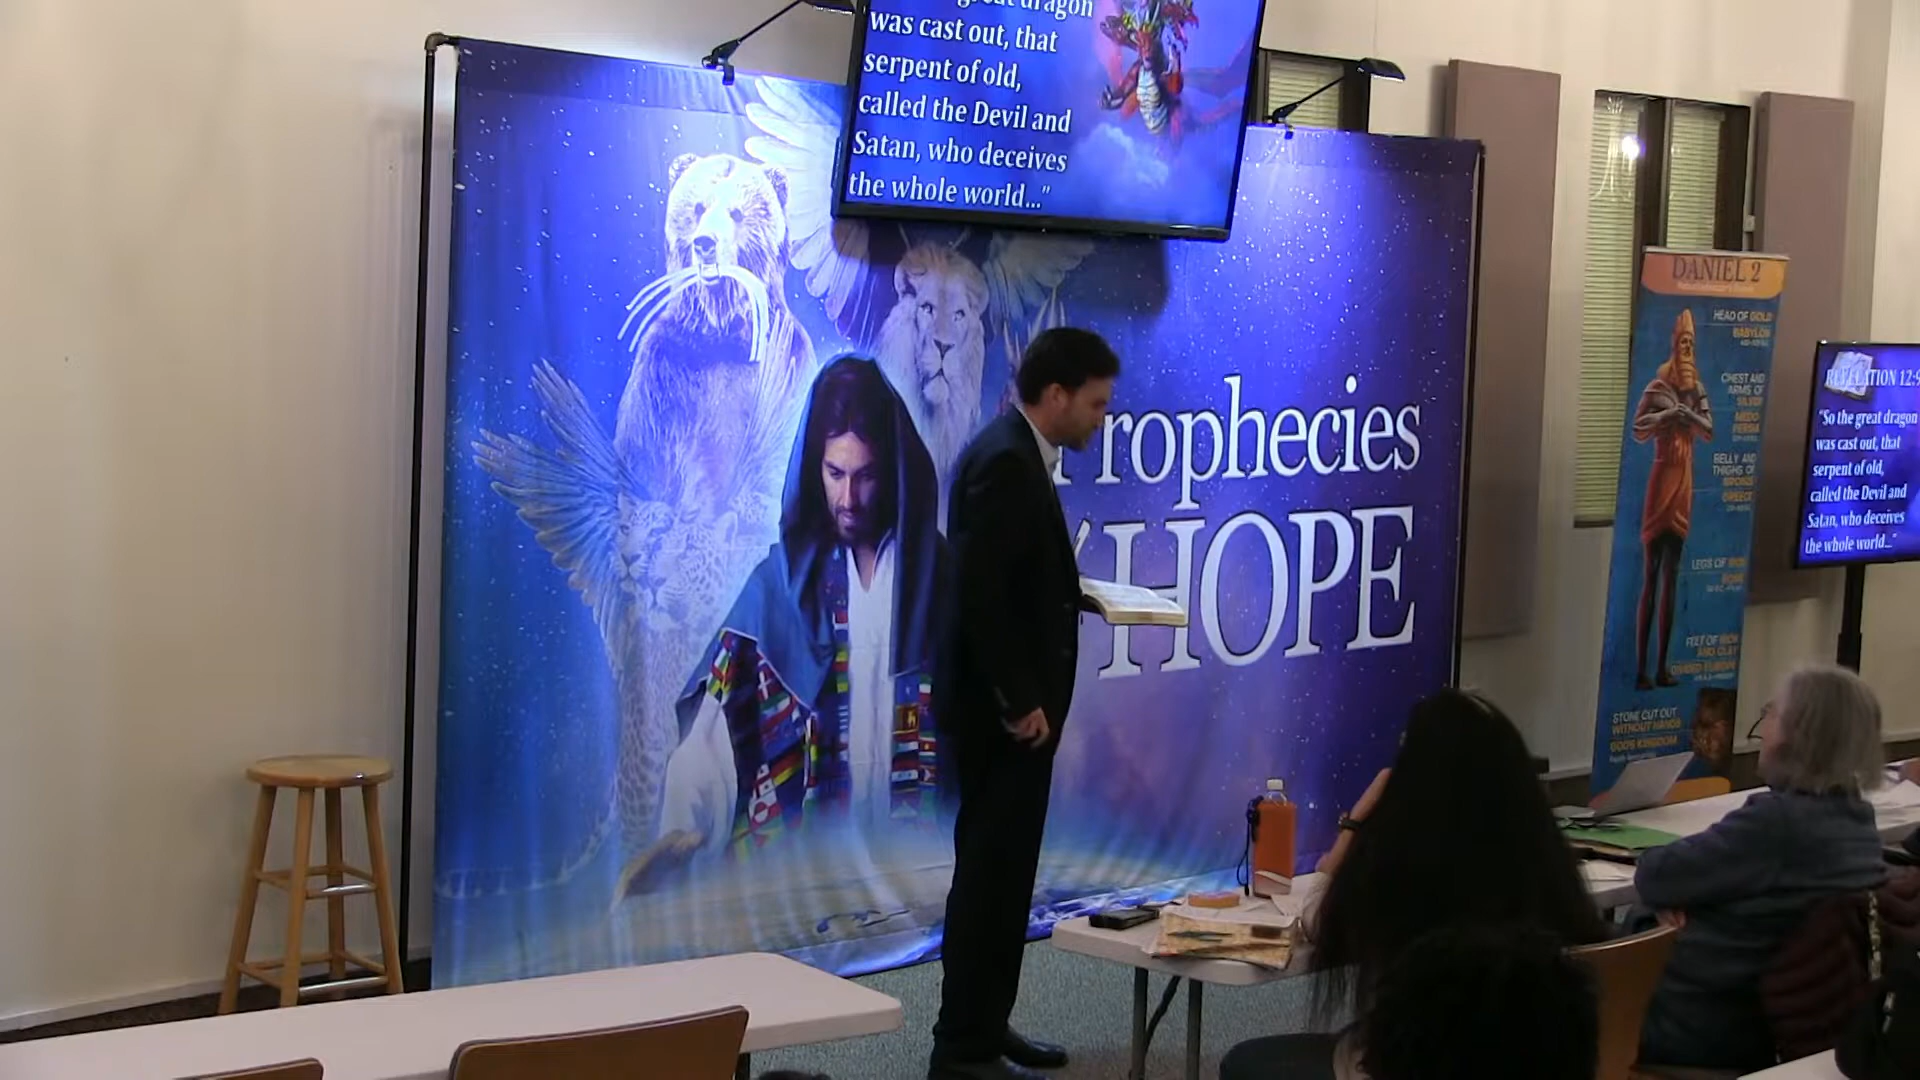 great dragon
was cast out, that
serpent of old,
called the Devil and
Satan, who deceives
the whole world..."
Prophecies
HOPE
DANIEL 2
HEAD OF GOLD
BABYLON
CHEST AND
ARMS OF
SILVER
MEDO
PERSIA
BELLY AND
THIGHS OF
BRONZE
GREECE
LEGS OF IRON
ROME
FEET OF IRON
AND CLAY
DIVIDED EUROPE
STONE CUT OUT
WITHOUT HANDS
GOD'S KINGDOM
REVELATION 12:9
"So the great dragon
was cast out, that
serpent of old,
called the Devil and
Satan, who deceives
the whole world..."